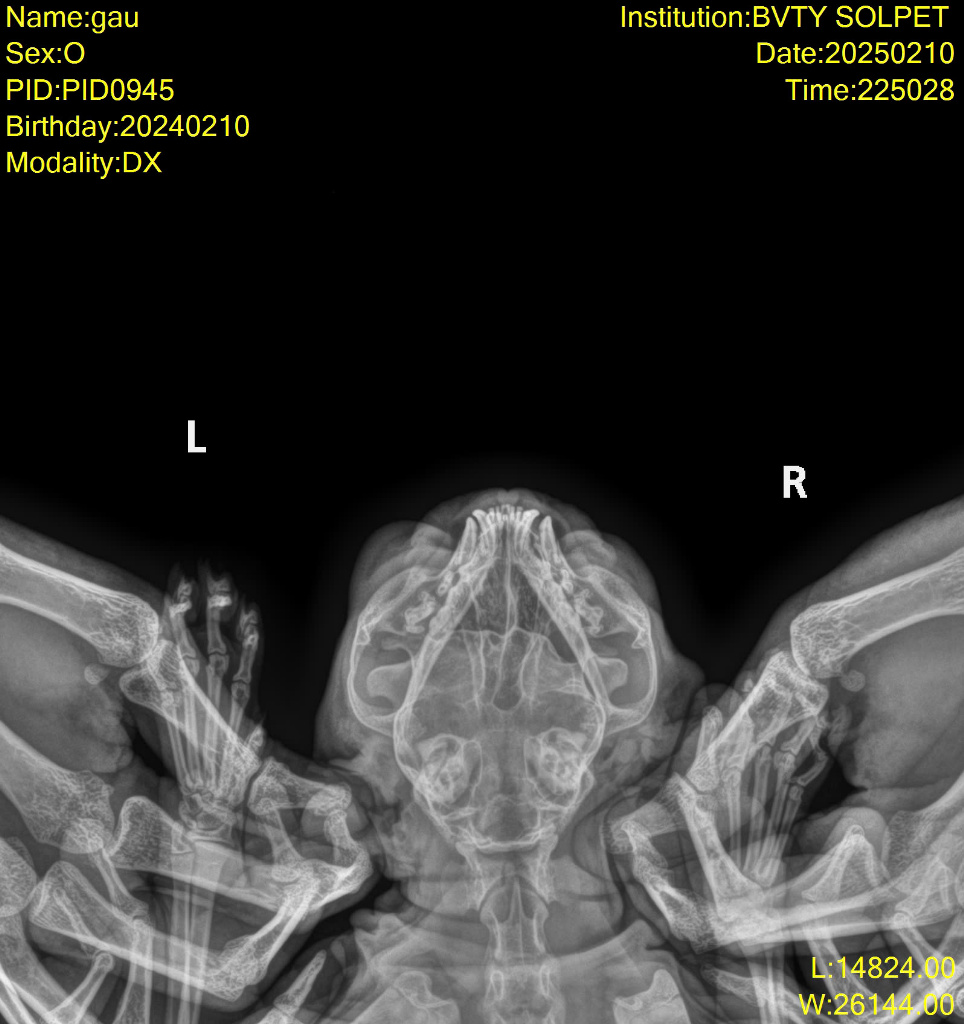 Name:gau
Sex:O
PID:PID0945
Birthday:20240210
Modality:DX
Institution:BVTY SOLPET
Date:20250210
Time:225028
L
R
L:14824.00
W:26144.00